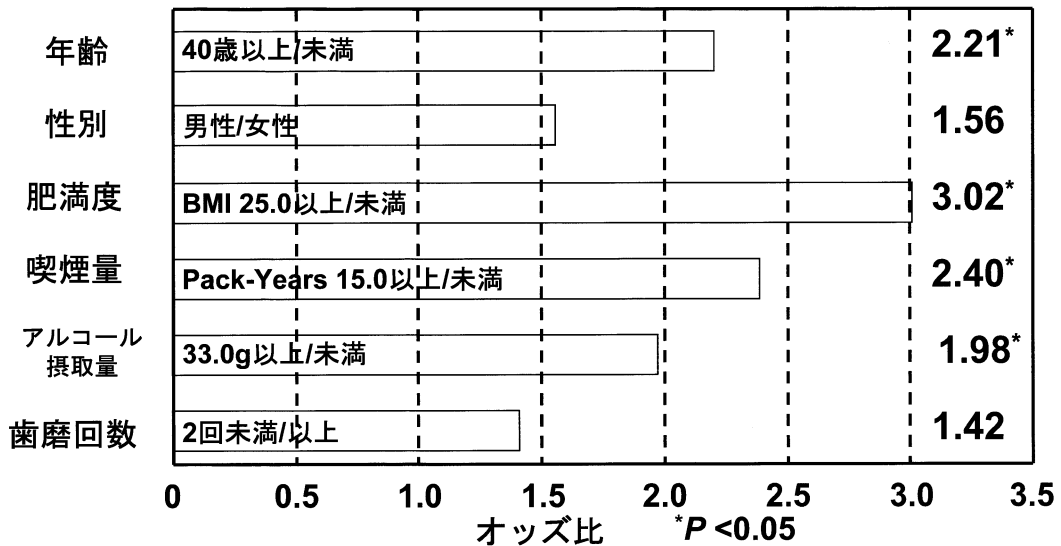 年齢 40歳以上/未満 2.21*
性別 男性/女性 1.56
肥満度 BMI 25.0以上/未満 3.02*
喫煙量 Pack-Years 15.0以上/未満 2.40*
アルコール
摂取量 33.0g以上/未満 1.98*
歯磨回数 2回未満/以上 1.42
0 0.5 1.0 1.5 2.0 2.5 3.0 3.5
オッズ比 *P <0.05